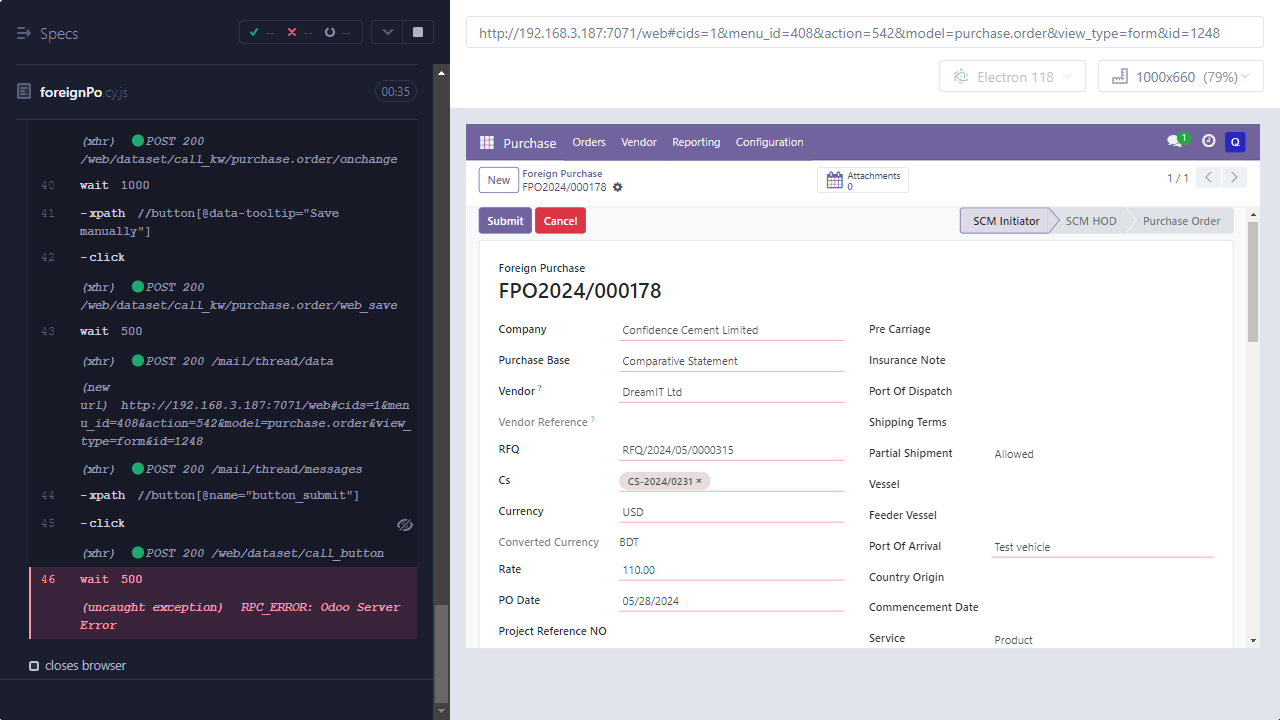 Specs
-- -- --
foreignPo.cy.js
00:35
(xhr) POST 200
/web/dataset/call_kw/purchase.order/onchange
40 wait 1000
41 -xpath //button[@data-tooltip="Save
manually"]
42 -click
(xhr) POST 200
/web/dataset/call_kw/purchase.order/web_save
43 wait 500
(xhr) POST 200 /mail/thread/data
(new
url) http://192.168.3.187:7071/web#cids=1&men
u_id=408&action=542&model=purchase.order&view_
type=form&id=1248
(xhr) POST 200 /mail/thread/messages
44 -xpath //button[@name="button_submit"]
45 -click
(xhr) POST 200 /web/dataset/call_button
46 wait 500
(uncaught exception) RPC_ERROR: Odoo Server
Error
closes browser
http://192.168.3.187:7071/web#cids=1&menu_id=408&action=542&model=purchase.order&view_type=form&id=1248
Electron 118
1000x660 (79%)
Purchase Orders Vendor Reporting Configuration
1
Q
New
Foreign Purchase
FPO2024/000178
Attachments
0
1 / 1
Submit Cancel
SCM Initiator SCM HOD Purchase Order
Foreign Purchase
FPO2024/000178
Company Confidence Cement Limited
Purchase Base Comparative Statement
Vendor ? DreamIT Ltd
Vendor Reference ?
RFQ RFQ/2024/05/0000315
Cs CS-2024/0231 ×
Currency USD
Converted Currency BDT
Rate 110.00
PO Date 05/28/2024
Project Reference NO
Pre Carriage
Insurance Note
Port Of Dispatch
Shipping Terms
Partial Shipment Allowed
Vessel
Feeder Vessel
Port Of Arrival Test vehicle
Country Origin
Commencement Date
Service Product